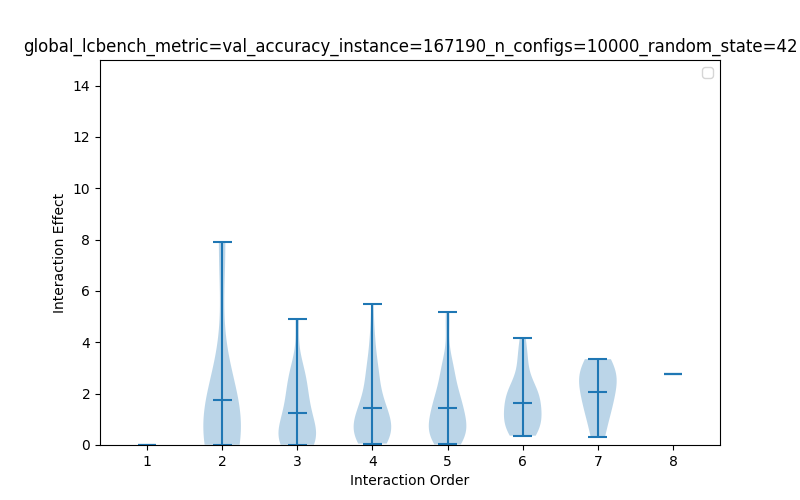 global_lcbench_metric=val_accuracy_instance=167190_n_configs=10000_random_state=42
Interaction Effect
14
12
10
8
6
4
2
0
1 2 3 4 5 6 7 8
Interaction Order